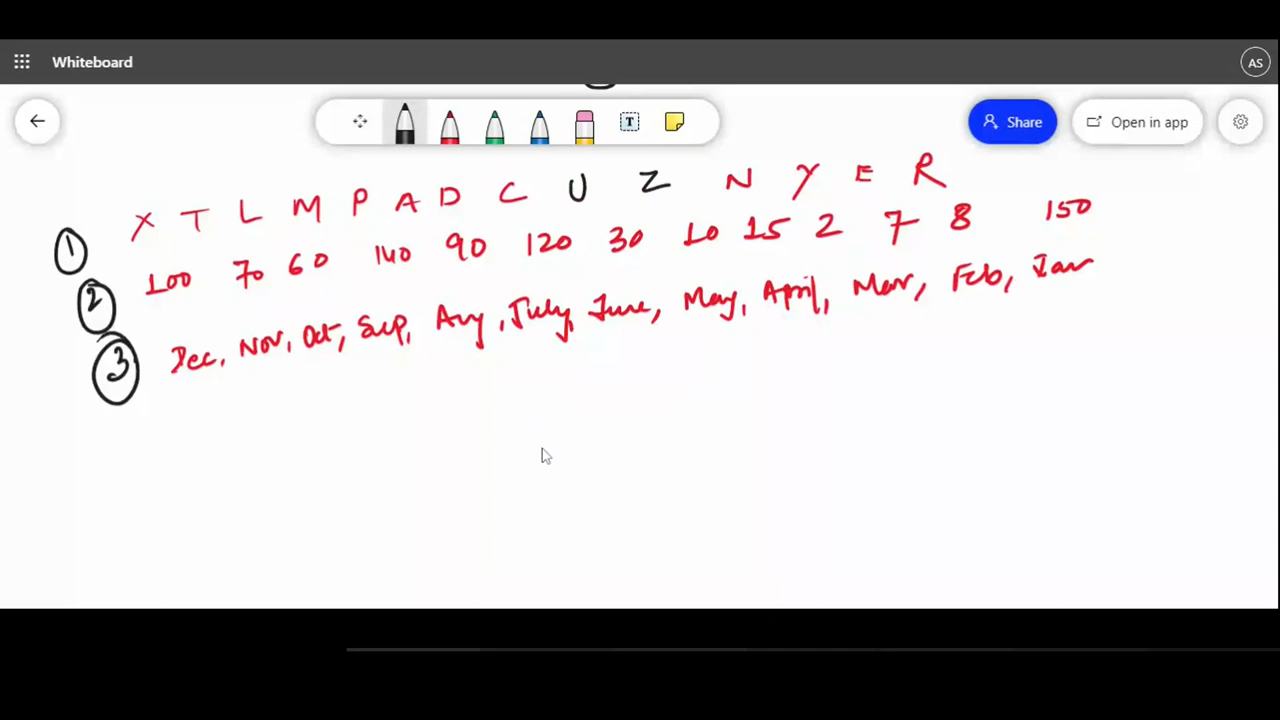 Whiteboard
AS
T
Share
Open in app
1 X T L M P A D C U Z N Y E R
2 100 70 60 140 90 120 30 10 15 2 7 8 150
3 Dec, Nov, Oct, Sep, Aug, July, June, May, April, Mar, Feb, Jan